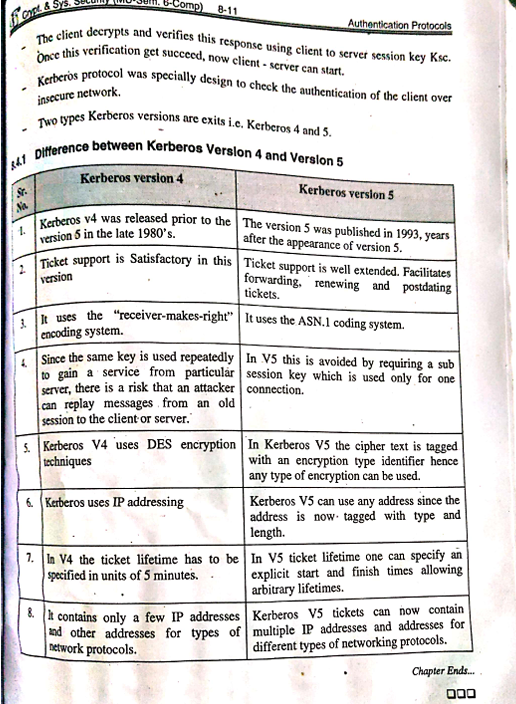 Crypt. & Sys. Security (MU-Sem. 6-Comp) 8-11
Authentication Protocols
- The client decrypts and verifies this response using client to server session key Ksc.
Once this verification get succeed, now client - server can start.
- Kerberos protocol was specially design to check the authentication of the client over
insecure network.
- Two types Kerberos versions are exits i.e. Kerberos 4 and 5.
8.4.1 Difference between Kerberos Version 4 and Version 5
Sr.
No.
Kerberos version 4
Kerberos version 5
1.
Kerberos v4 was released prior to the
version 5 in the late 1980's.
The version 5 was published in 1993, years
after the appearance of version 5.
2.
Ticket support is Satisfactory in this
version
Ticket support is well extended. Facilitates
forwarding, renewing and postdating
tickets.
3.
It uses the "receiver-makes-right"
encoding system.
It uses the ASN.1 coding system.
4.
Since the same key is used repeatedly
to gain a service from particular
server, there is a risk that an attacker
can replay messages from an old
session to the client or server.
In V5 this is avoided by requiring a sub
session key which is used only for one
connection.
5.
Kerberos V4 uses DES encryption
techniques
In Kerberos V5 the cipher text is tagged
with an encryption type identifier hence
any type of encryption can be used.
6.
Kerberos uses IP addressing
Kerberos V5 can use any address since the
address is now tagged with type and
length.
7.
In V4 the ticket lifetime has to be
specified in units of 5 minutes.
In V5 ticket lifetime one can specify an
explicit start and finish times allowing
arbitrary lifetimes.
8.
It contains only a few IP addresses
and other addresses for types of
network protocols.
Kerberos V5 tickets can now contain
multiple IP addresses and addresses for
different types of networking protocols.
Chapter Ends...